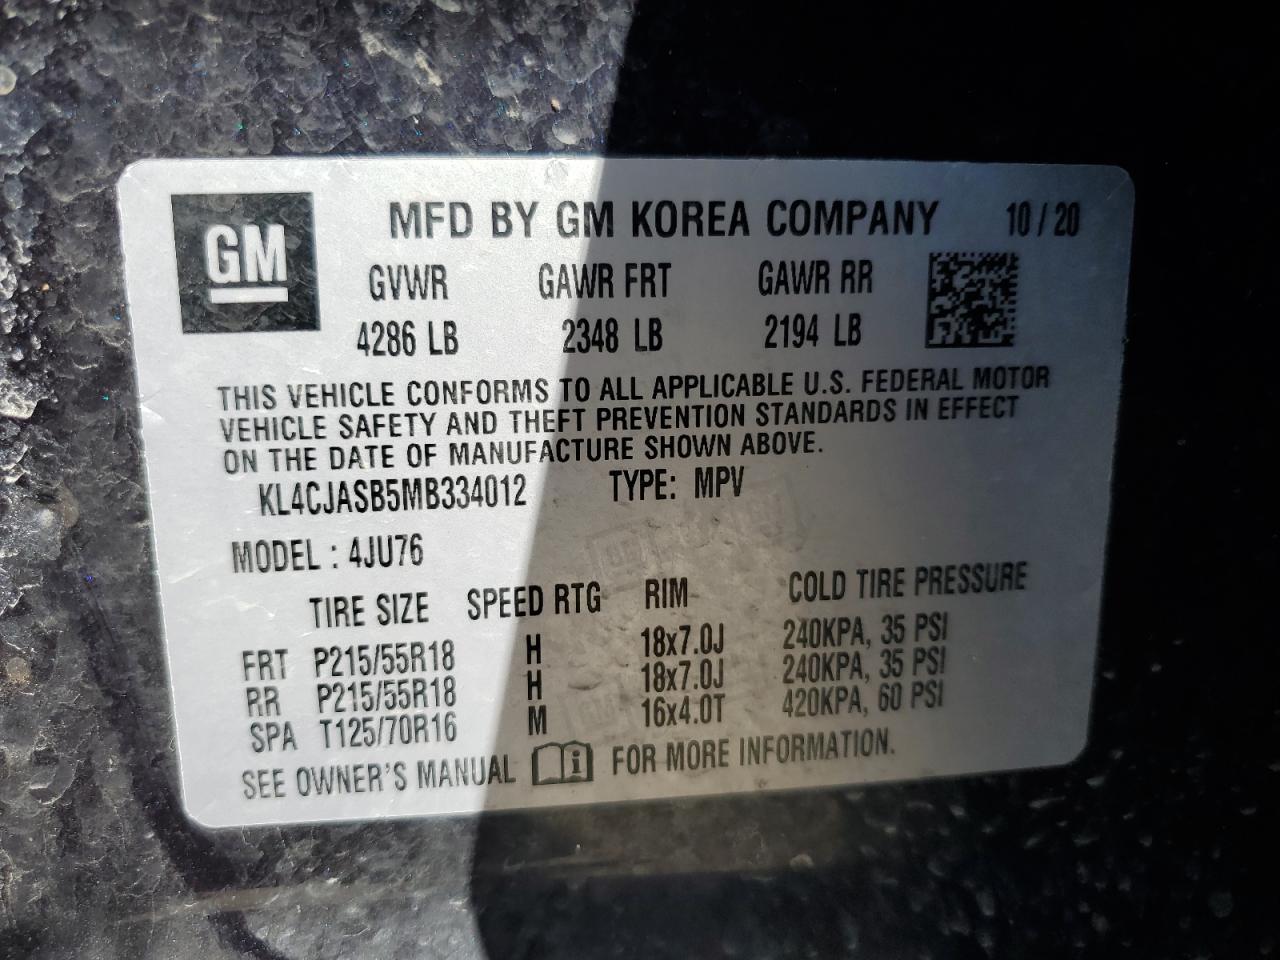 GM
MFD BY GM KOREA COMPANY 10/20
GVWR GAWR FRT GAWR RR
4286 LB 2348 LB 2194 LB
THIS VEHICLE CONFORMS TO ALL APPLICABLE U.S. FEDERAL MOTOR
VEHICLE SAFETY AND THEFT PREVENTION STANDARDS IN EFFECT
ON THE DATE OF MANUFACTURE SHOWN ABOVE.
KL4CJASB5MB334012 TYPE: MPV
MODEL : 4JU76
TIRE SIZE SPEED RTG RIM COLD TIRE PRESSURE
FRT P215/55R18 H 18x7.0J 240KPA, 35 PSI
RR P215/55R18 H 18x7.0J 240KPA, 35 PSI
SPA T125/70R16 M 16x4.0T 420KPA, 60 PSI
SEE OWNER'S MANUAL i FOR MORE INFORMATION.